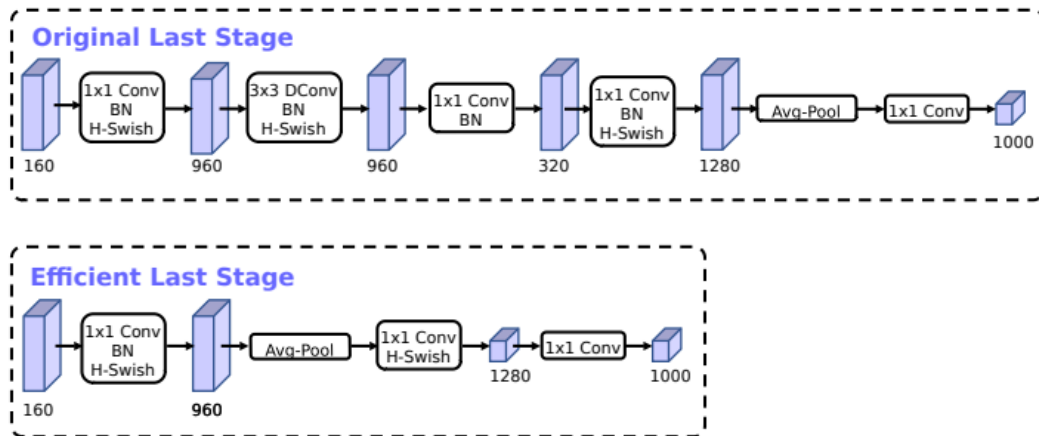 Original Last Stage
1x1 Conv
BN
H-Swish
3x3 DConv
BN
H-Swish
1x1 Conv
BN
1x1 Conv
BN
H-Swish
Avg-Pool
1x1 Conv
160
960
960
320
1280
1000
Efficient Last Stage
1x1 Conv
BN
H-Swish
Avg-Pool
1x1 Conv
H-Swish
1x1 Conv
160
960
1280
1000